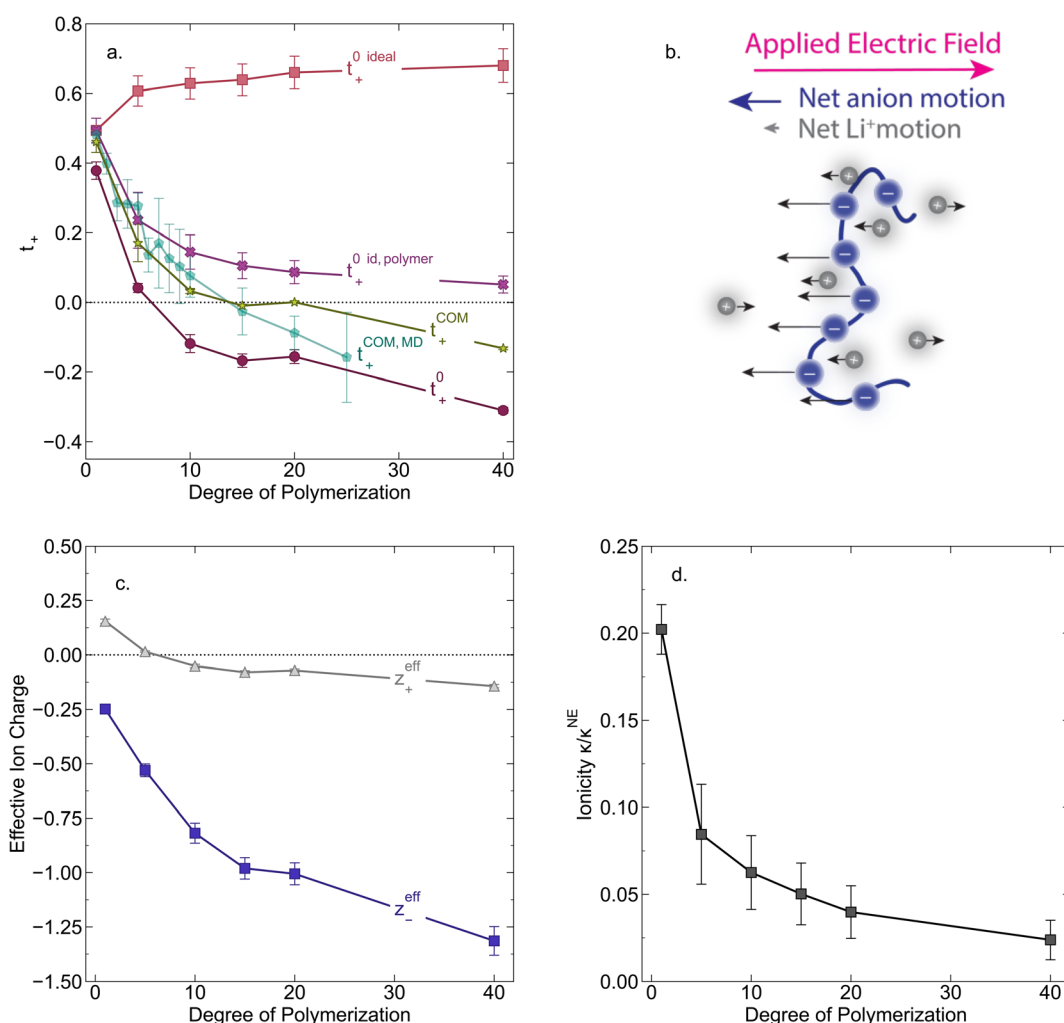 a.
0.8
0.6
0.4
0.2
0.0
−0.2
−0.4
t+
t+0 ideal
t+0 id, polymer
t+COM
t+COM, MD
t+0
0
10
20
30
40
Degree of Polymerization
b.
Applied Electric Field
Net anion motion
Net Li+motion
+
−
−
+
+
−
+
−
+
−
+
+
−
−
c.
0.50
0.25
0.00
−0.25
−0.50
−0.75
−1.00
−1.25
−1.50
Effective Ion Charge
z+eff
z−eff
0
10
20
30
40
Degree of Polymerization
d.
0.25
0.20
0.15
0.10
0.05
0.00
Ionicity κ/κNE
0
10
20
30
40
Degree of Polymerization